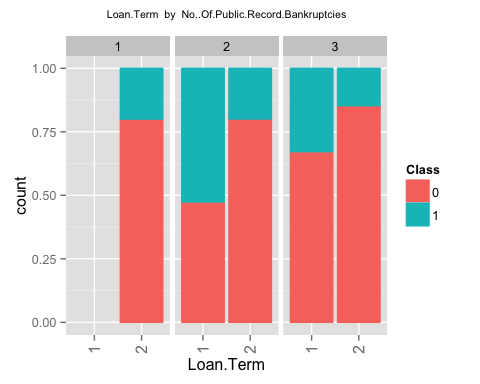 Loan.Term by No..Of.Public.Record.Bankruptcies
1 2 3
1.00
0.75
0.50
0.25
0.00
count
1 2 1 2 1 2
Loan.Term
Class
0
1